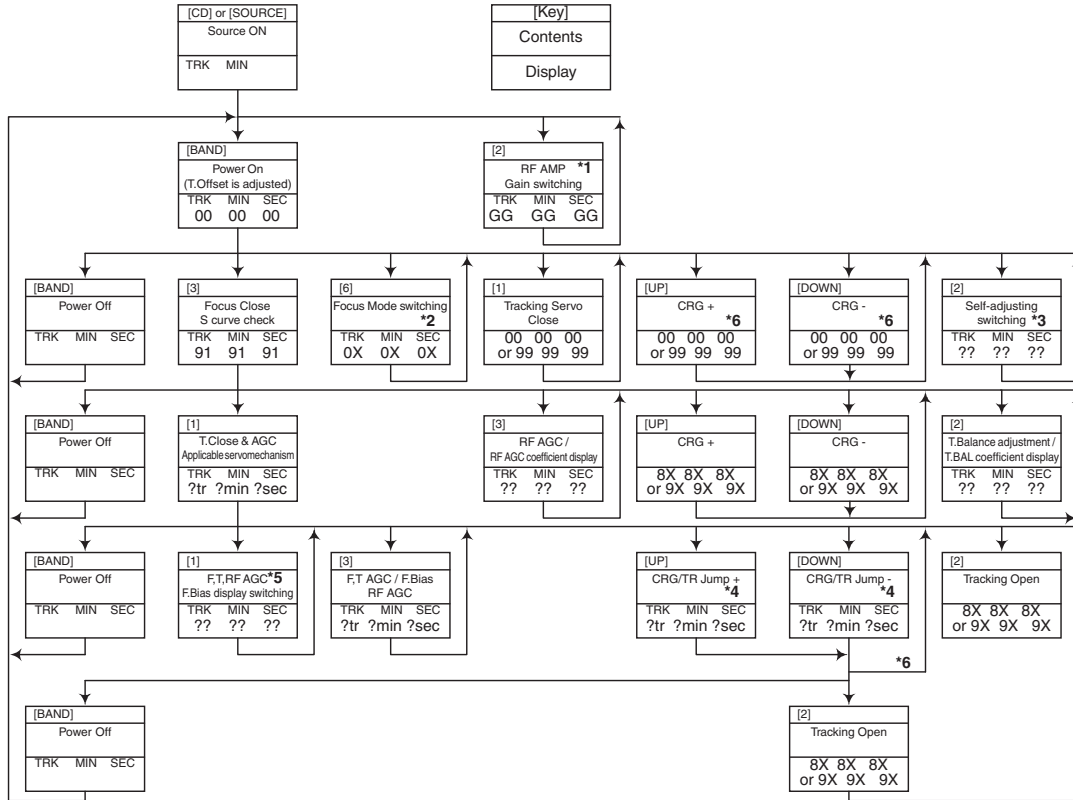 [CD] or [SOURCE]
Source ON
TRK MIN
[Key]
Contents
Display
[BAND]
Power On
(T.Offset is adjusted)
TRK MIN SEC
00 00 00
[2]
RF AMP *1
Gain switching
TRK MIN SEC
GG GG GG
[BAND]
Power Off
TRK MIN SEC
[3]
Focus Close
S curve check
TRK MIN SEC
91 91 91
[6]
Focus Mode switching
*2
TRK MIN SEC
0X 0X 0X
[1]
Tracking Servo
Close
00 00 00
or 99 99 99
[UP]
CRG +
*6
00 00 00
or 99 99 99
[DOWN]
CRG -
*6
00 00 00
or 99 99 99
[2]
Self-adjusting
switching *3
TRK MIN SEC
?? ?? ??
[BAND]
Power Off
TRK MIN SEC
[1]
T.Close & AGC
Applicable servomechanism
TRK MIN SEC
?tr ?min ?sec
[3]
RF AGC /
RF AGC coefficient display
TRK MIN SEC
?? ?? ??
[UP]
CRG +
8X 8X 8X
or 9X 9X 9X
[DOWN]
CRG -
8X 8X 8X
or 9X 9X 9X
[2]
T.Balance adjustment /
T.BAL coefficient display
TRK MIN SEC
?? ?? ??
[BAND]
Power Off
TRK MIN SEC
[1]
F,T,RF AGC *5
F.Bias display switching
TRK MIN SEC
?? ?? ??
[3]
F,T AGC / F.Bias
RF AGC
TRK MIN SEC
?tr ?min ?sec
[UP]
CRG/TR Jump +
*4
TRK MIN SEC
?tr ?min ?sec
[DOWN]
CRG/TR Jump -
*4
TRK MIN SEC
?tr ?min ?sec
[2]
Tracking Open
8X 8X 8X
or 9X 9X 9X
*6
[BAND]
Power Off
TRK MIN SEC
[2]
Tracking Open
8X 8X 8X
or 9X 9X 9X